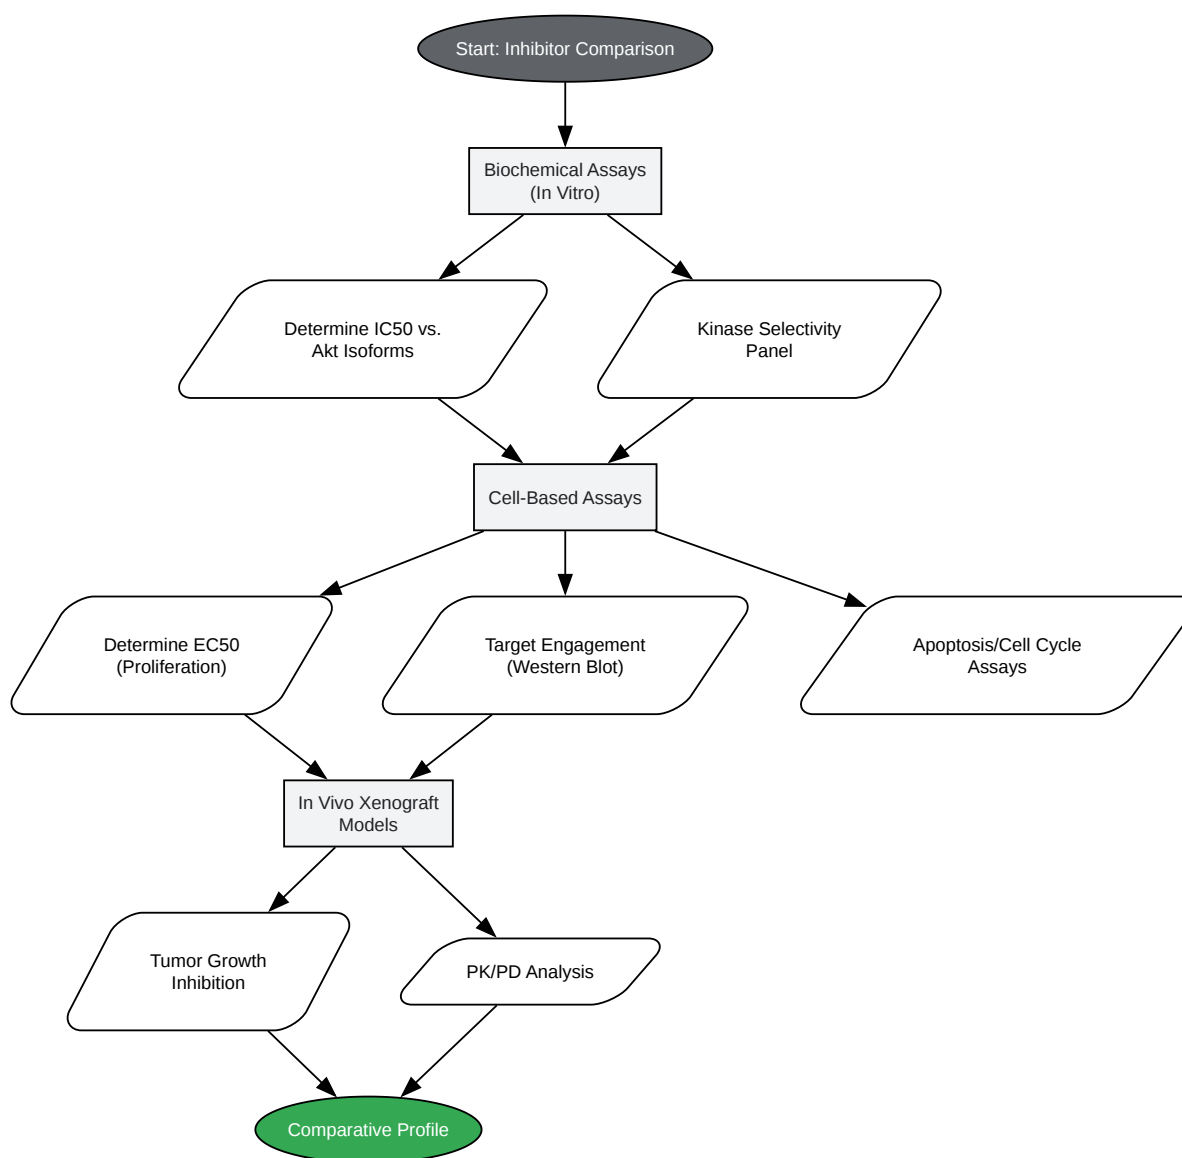 Start: Inhibitor Comparison
Biochemical Assays
(In Vitro)
Determine IC50 vs.
Akt Isoforms
Kinase Selectivity
Panel
Cell-Based Assays
Determine EC50
(Proliferation)
Target Engagement
(Western Blot)
Apoptosis/Cell Cycle
Assays
In Vivo Xenograft
Models
Tumor Growth
Inhibition
PK/PD Analysis
Comparative Profile